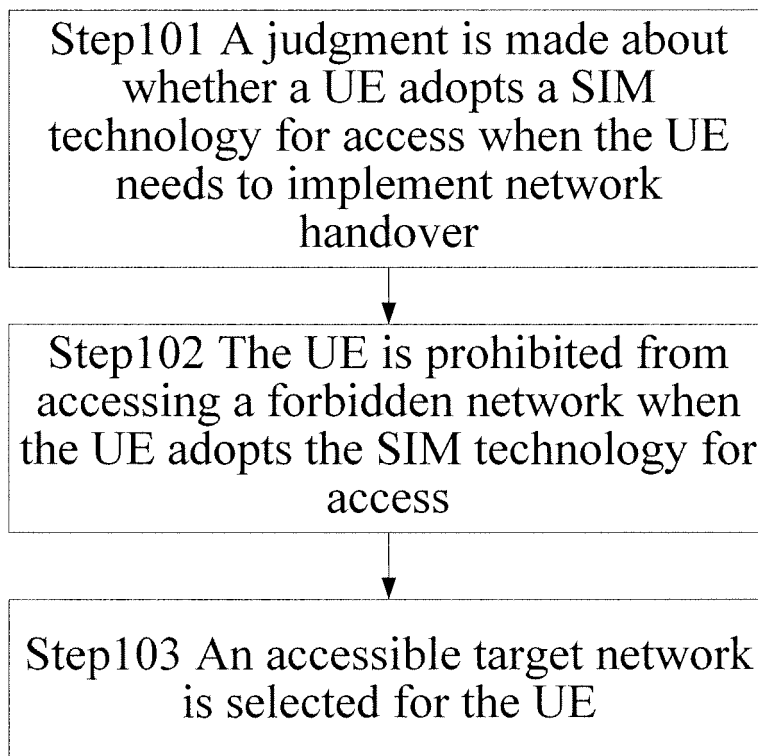 Step101 A judgment is made about
whether a UE adopts a SIM
technology for access when the UE
needs to implement network
handover
Step102 The UE is prohibited from
accessing a forbidden network when
the UE adopts the SIM technology for
access
Step103 An accessible target network
is selected for the UE